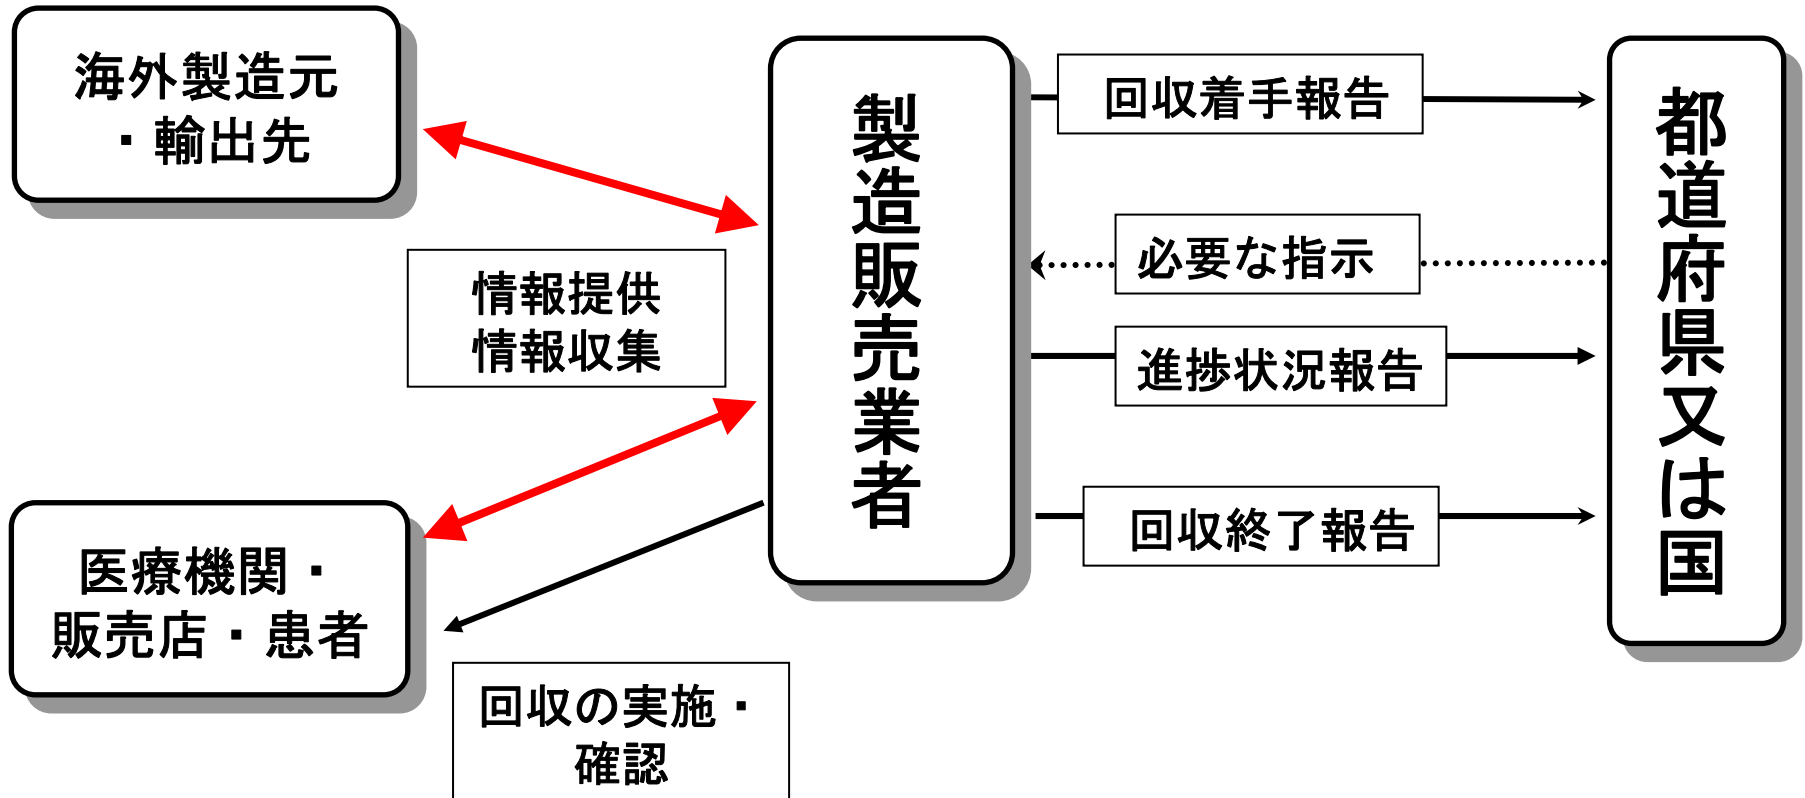 海外製造元
・輸出先
情報提供
情報収集
医療機関・
販売店・患者
回収の実施・
確認
製造販売業者
回収着手報告
必要な指示
進捗状況報告
回収終了報告
都道府県又は国